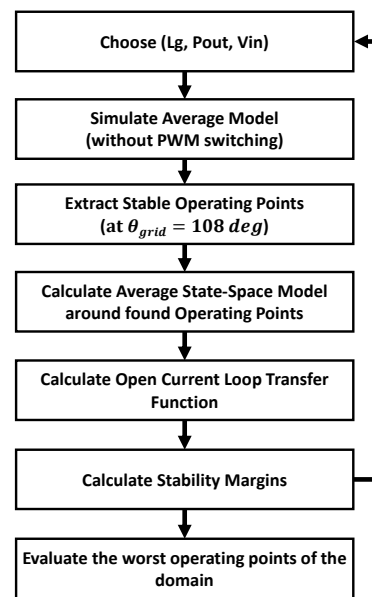 Choose (Lg, Pout, Vin)
Simulate Average Model
(without PWM switching)
Extract Stable Operating Points
(at θgrid = 108 deg)
Calculate Average State-Space Model
around found Operating Points
Calculate Open Current Loop Transfer
Function
Calculate Stability Margins
Evaluate the worst operating points of the
domain